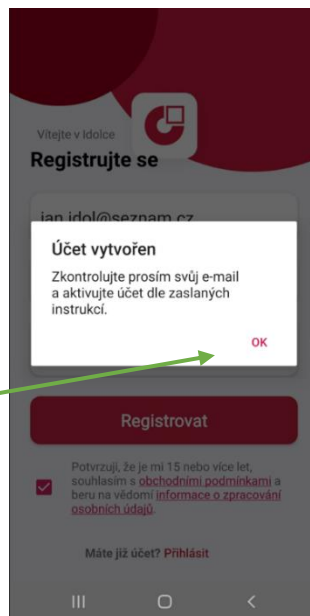 Vítejte v Idolce
Registrujte se
jan.idol@seznam.cz
Účet vytvořen
Zkontrolujte prosím svůj e-mail
a aktivujte účet dle zaslaných
instrukcí.
OK
Registrovat
Potvrzuji, že je mi 15 nebo více let,
souhlasím s obchodními podmínkami a
beru na vědomí informace o zpracování
osobních údajů.
Máte již účet? Přihlásit